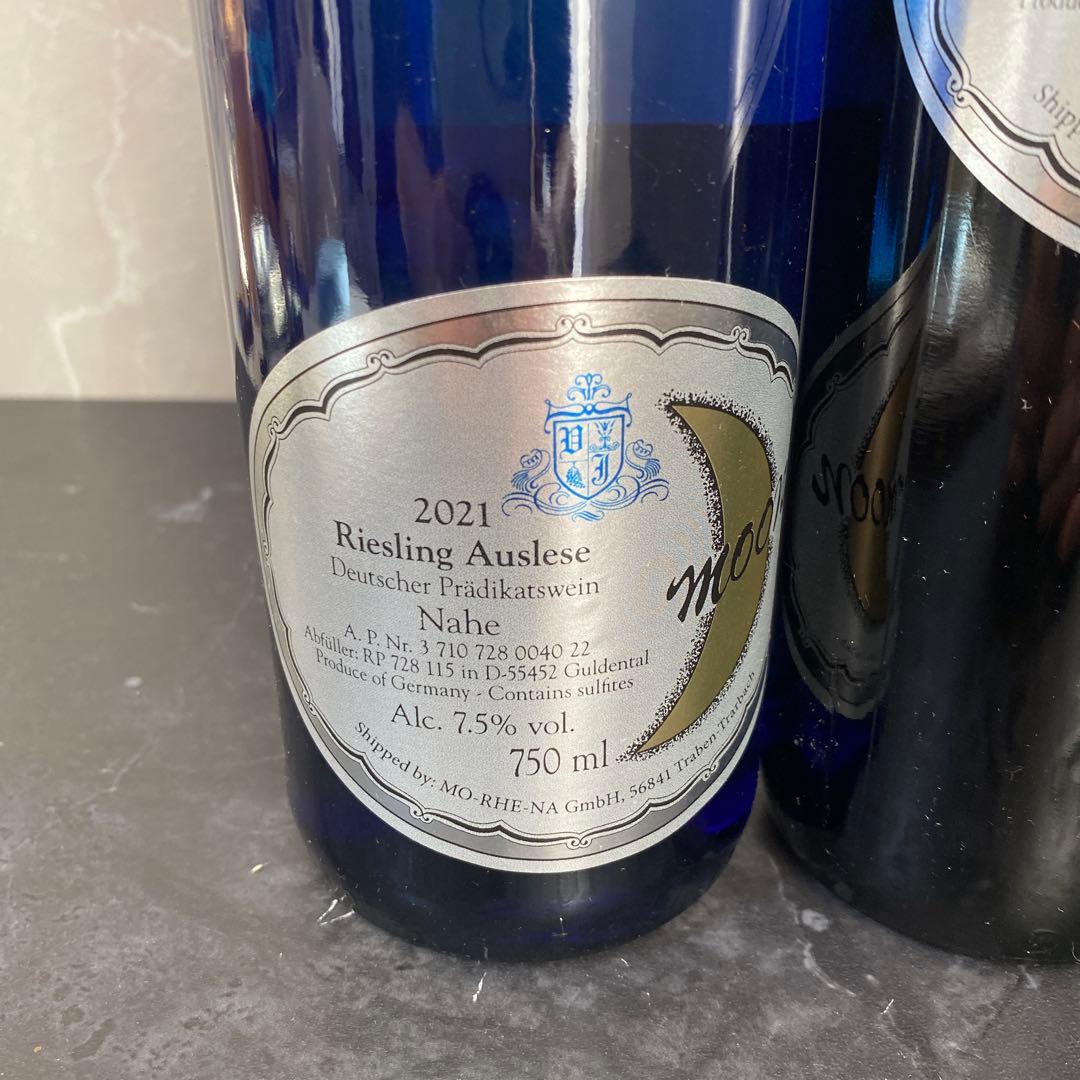 2021
Riesling Auslese
Deutscher Prädikatswein
Nahe
A. P. Nr. 3 710 728 0040 22
Abfüller: RP 728 115 in D-55452 Guldental
Produce of Germany - Contains sulfites
Alc. 7.5% vol.
750 ml
Shipped by: MO-RHE-NA GmbH, 56841 Traben-Trarbach
V
J
moon